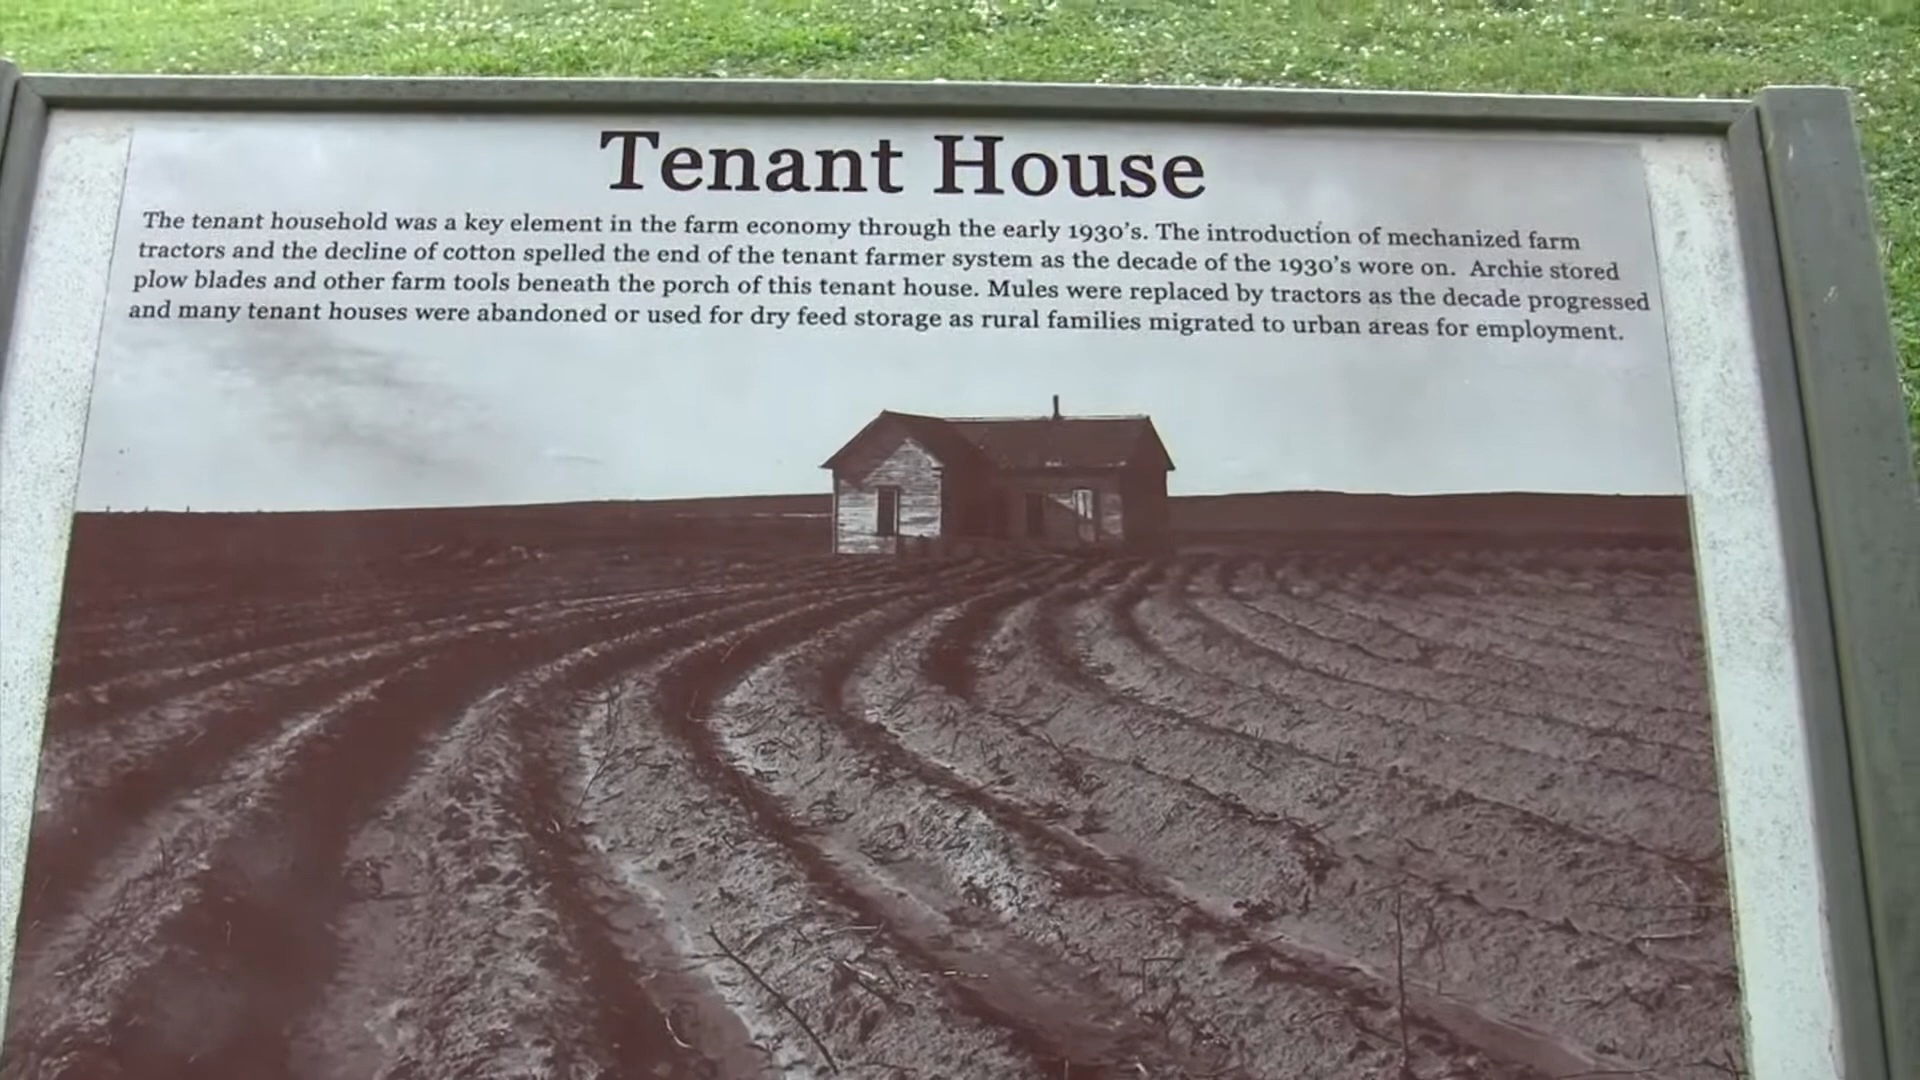 Tenant House
The tenant household was a key element in the farm economy through the early 1930's. The introduction of mechanized farm
tractors and the decline of cotton spelled the end of the tenant farmer system as the decade of the 1930's wore on. Archie stored
plow blades and other farm tools beneath the porch of this tenant house. Mules were replaced by tractors as the decade progressed
and many tenant houses were abandoned or used for dry feed storage as rural families migrated to urban areas for employment.